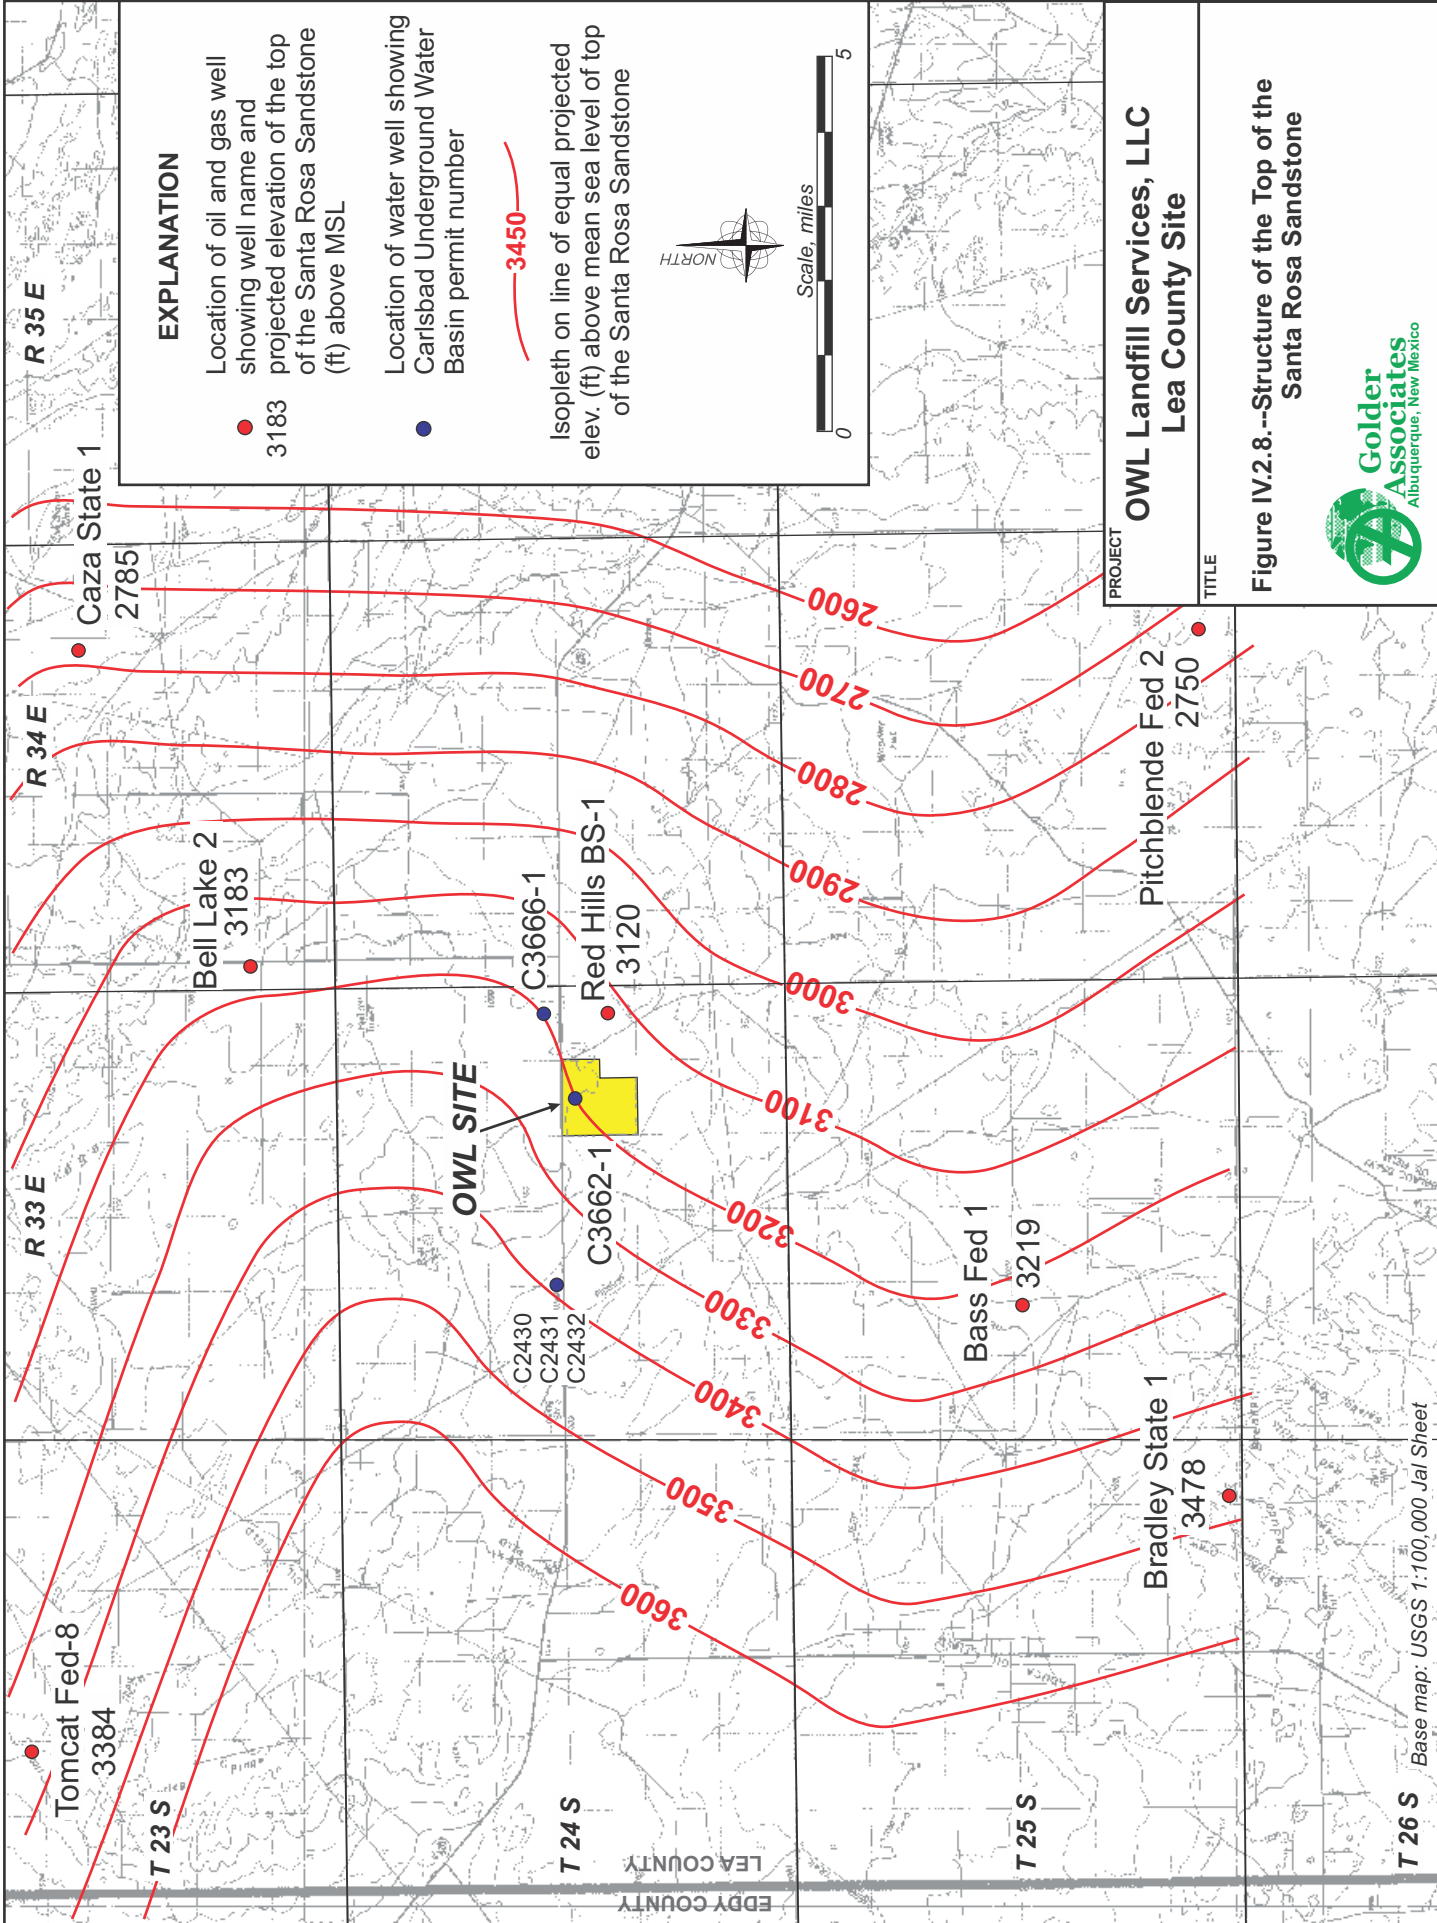 R 33 E
R 34 E
R 35 E
Tomcat Fed-8
3384
T 23 S
Bell Lake 2
3183
Caza State 1
2785
OWL SITE
C3666-1
Red Hills BS-1
3120
C3662-1
C2430
C2431
C2432
T 24 S
EDDY COUNTY
LEA COUNTY
3600
3500
3400
3300
3200
3100
3000
2900
2800
2700
2600
Bass Fed 1
3219
T 25 S
Bradley State 1
3478
Pitchblende Fed 2
2750
T 26 S
Base map: USGS 1:100,000 Jal Sheet
EXPLANATION
3183
Location of oil and gas well
showing well name and
projected elevation of the top
of the Santa Rosa Sandstone
(ft) above MSL
Location of water well showing
Carlsbad Underground Water
Basin permit number
3450
Isopleth on line of equal projected
elev. (ft) above mean sea level of top
of the Santa Rosa Sandstone
NORTH
Scale, miles
0
5
PROJECT
OWL Landfill Services, LLC
Lea County Site
TITLE
Figure IV.2.8.--Structure of the Top of the
Santa Rosa Sandstone
Golder
Associates
Albuquerque, New Mexico